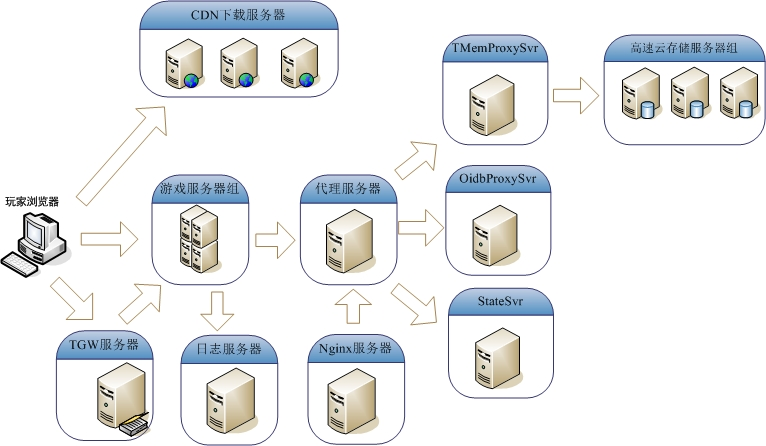 CDN下载服务器
TMemProxySvr
高速云存储服务器组
玩家浏览器
游戏服务器组
代理服务器
OidbProxySvr
StateSvr
TGW服务器
日志服务器
Nginx服务器